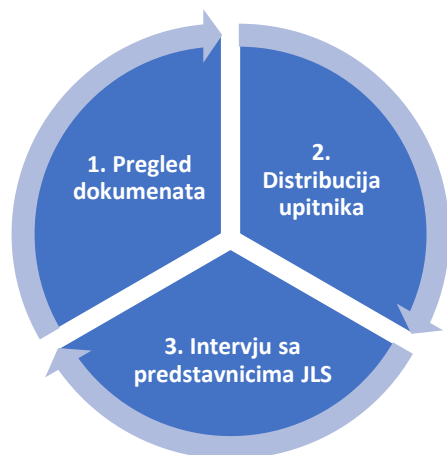 1. Pregled
dokumenata
2.
Distribucija
upitnika
3. Intervju sa
predstavnicima JLS